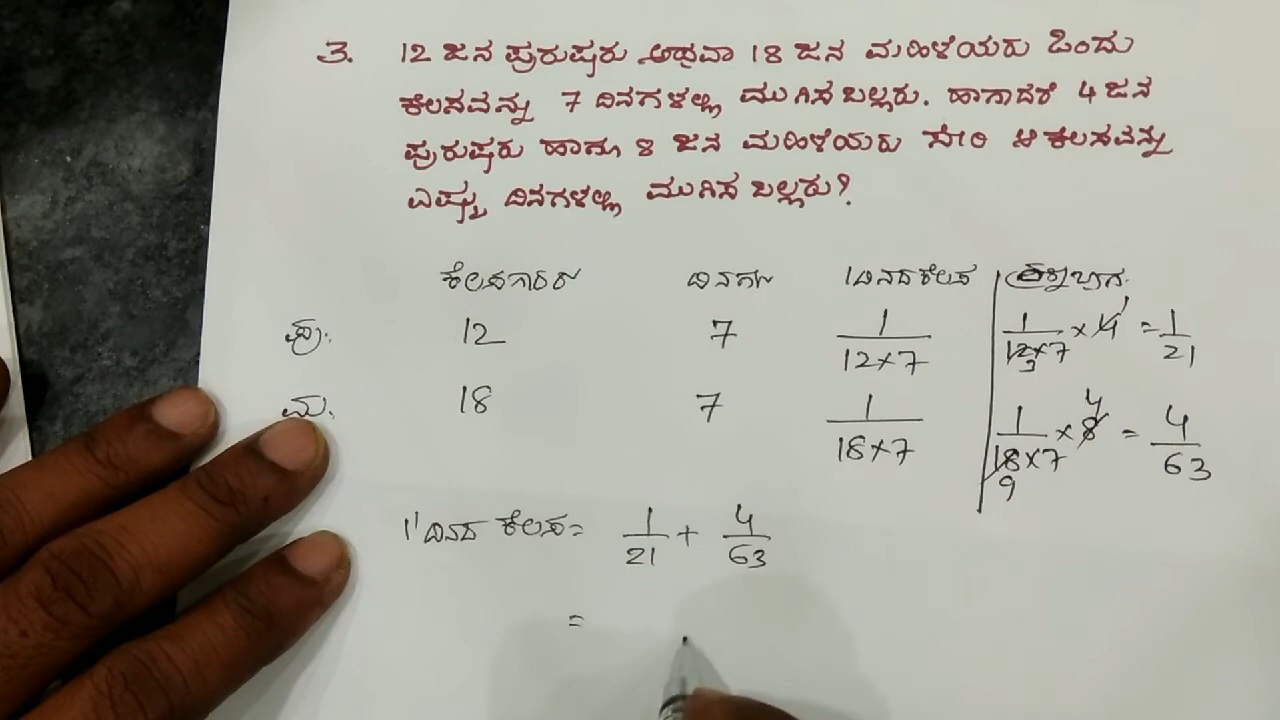 3. 12 ಜನ ಪುರುಷರು ಅಥವಾ 18 ಜನ ಮಹಿಳೆಯರು ಒಂದು
ಕೆಲಸವನ್ನು 7 ದಿನಗಳಲ್ಲಿ ಮುಗಿಸ ಬಲ್ಲರು. ಹಾಗಾದರೆ 4 ಜನ
ಪುರುಷರು ಹಾಗೂ 8 ಜನ ಮಹಿಳೆಯರು ಸೇರಿ ಆ ಕೆಲಸವನ್ನು
ಎಷ್ಟು ದಿನಗಳಲ್ಲಿ ಮುಗಿಸ ಬಲ್ಲರು?
ಕೆಲಸಗಾರರ ದಿನಗಳ 1 ದಿನದ ಕೆಲಸ
ಪು. 12 7 1/12×7 1/12×7 × 4 = 1/21
ಮ. 18 7 1/18×7 1/18×7 × 8 = 4/63
1 ದಿನದ ಕೆಲಸ = 1/21 + 4/63
=